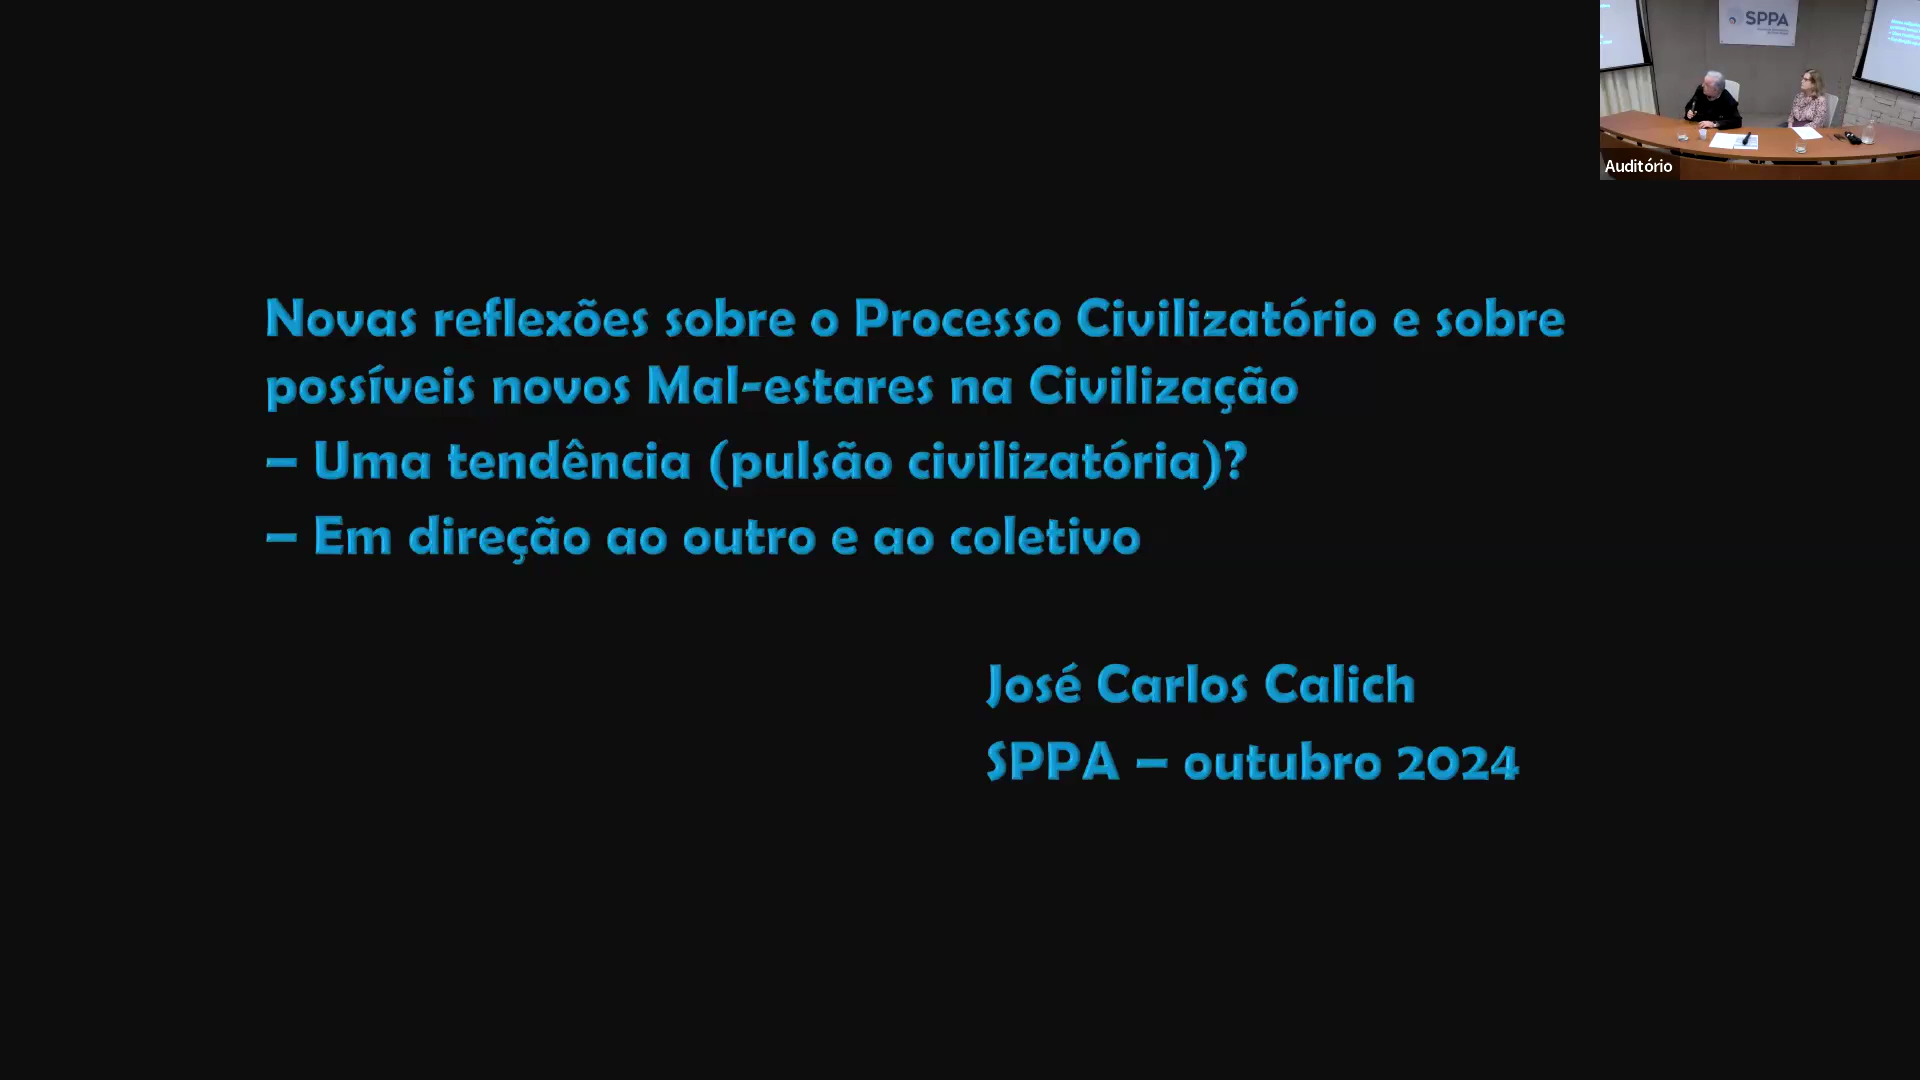 Novas reflexões sobre o Processo Civilizatório e sobre
possíveis novos Mal-estares na Civilização
– Uma tendência (pulsão civilizatória)?
– Em direção ao outro e ao coletivo
José Carlos Calich
SPPA – outubro 2024
SPPA
Auditório